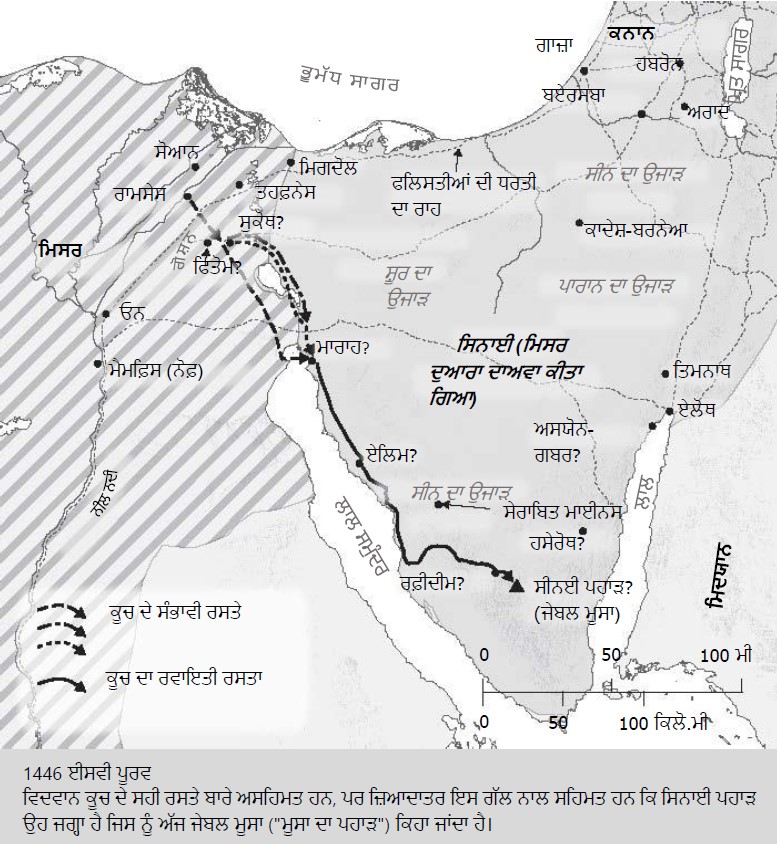 ਗਾਜ਼ਾ
ਕਨਾਨ
ਹਬਰੋਨ
ਬਏਰਸਬਾ
ਅਰਾਦ
ਮ੍ਰਿਤ ਸਾਗਰ
ਭੂਮੱਧ ਸਾਗਰ
ਸੋਆਨ
ਮਿਗਦੋਲ
ਰਾਮਸੇਸ
ਤਹਫਨੇਸ
ਫਲਿਸਤੀਆਂ ਦੀ ਧਰਤੀ
ਦਾ ਰਾਹ
ਸੀਨ ਦਾ ਉਜਾੜ
ਸੁਕੋਥ?
ਕਾਦੇਸ਼-ਬਰਨੇਆ
ਮਿਸਰ
ਗੋਸ਼ਨ
ਫਿਤੋਮ?
ਸ਼ੂਰ ਦਾ
ਉਜਾੜ
ਪਾਰਾਨ ਦਾ ਉਜਾੜ
ਓਨ
ਮਾਰਾਹ?
ਸਿਨਾਈ (ਮਿਸਰ
ਦੁਆਰਾ ਦਾਅਵਾ ਕੀਤਾ
ਗਿਆ)
ਮੈਮਫ਼ਿਸ (ਨੋਫ਼)
ਤਿਮਨਾਥ
ਏਲੋਥ
ਅਸਯੋਨ-
ਗਬਰ?
ਏਲਿਮ?
ਨੀਲ ਨਦੀ
ਸੀਨ ਦਾ ਉਜਾੜ
ਲਾਲ
ਲਾਲ ਸਮੁੰਦਰ
ਸੇਰਾਬਿਤ ਮਾਈਨਸ
ਹਸੇਰੋਥ?
ਰਫ਼ੀਦੀਮ?
ਸੀਨਈ ਪਹਾੜ?
(ਜੇਬਲ ਮੂਸਾ)
ਮਿਦਯਾਨ
ਕੂਚ ਦੇ ਸੰਭਾਵੀ ਰਸਤੇ
ਕੂਚ ਦਾ ਰਵਾਇਤੀ ਰਸਤਾ
0 50 100 ਮੀ
0 50 100 ਕਿਲੋ.ਮੀ
1446 ਈਸਵੀ ਪੂਰਵ
ਵਿਦਵਾਨ ਕੂਚ ਦੇ ਸਹੀ ਰਸਤੇ ਬਾਰੇ ਅਸਹਿਮਤ ਹਨ, ਪਰ ਜ਼ਿਆਦਾਤਰ ਇਸ ਗੱਲ ਨਾਲ ਸਹਿਮਤ ਹਨ ਕਿ ਸਿਨਾਈ ਪਹਾੜ
ਉਹ ਜਗ੍ਹਾ ਹੈ ਜਿਸ ਨੂੰ ਅੱਜ ਜੇਬਲ ਮੂਸਾ ("ਮੂਸਾ ਦਾ ਪਹਾੜ") ਕਿਹਾ ਜਾਂਦਾ ਹੈ।